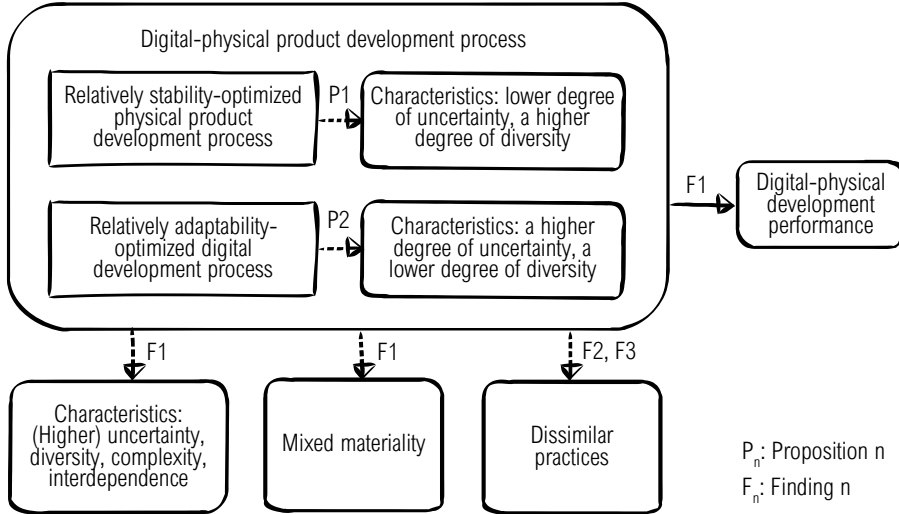 Digital-physical product development process
Relatively stability-optimized
physical product
development process
P1
Characteristics: lower degree
of uncertainty, a higher
degree of diversity
Relatively adaptability-
optimized digital
development process
P2
Characteristics: a higher
degree of uncertainty, a
lower degree of diversity
F1
Digital-physical
development
performance
F1
F1
F2, F3
Characteristics:
(Higher) uncertainty,
diversity, complexity,
interdependence
Mixed materiality
Dissimilar
practices
Pn: Proposition n
Fn: Finding n